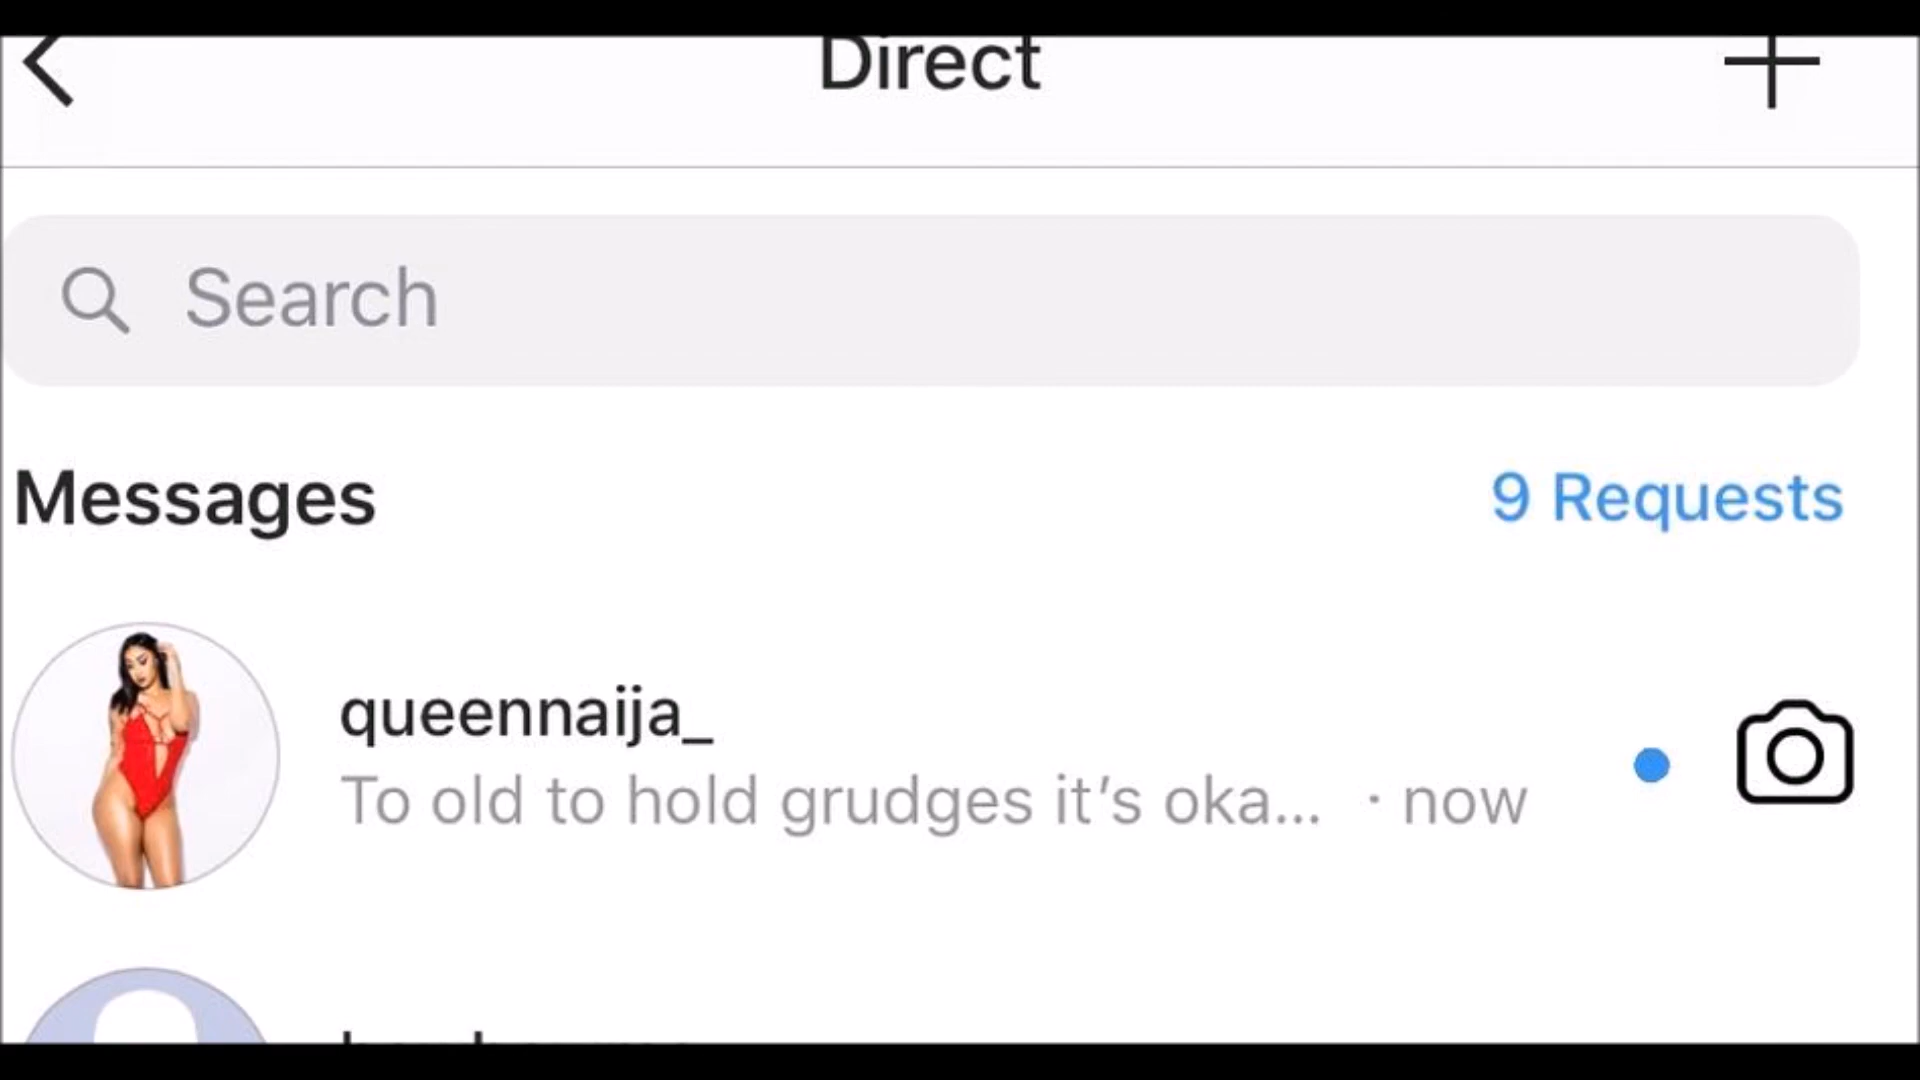 Direct
Search
Messages
9 Requests
queennaija_
To old to hold grudges it's oka... · now